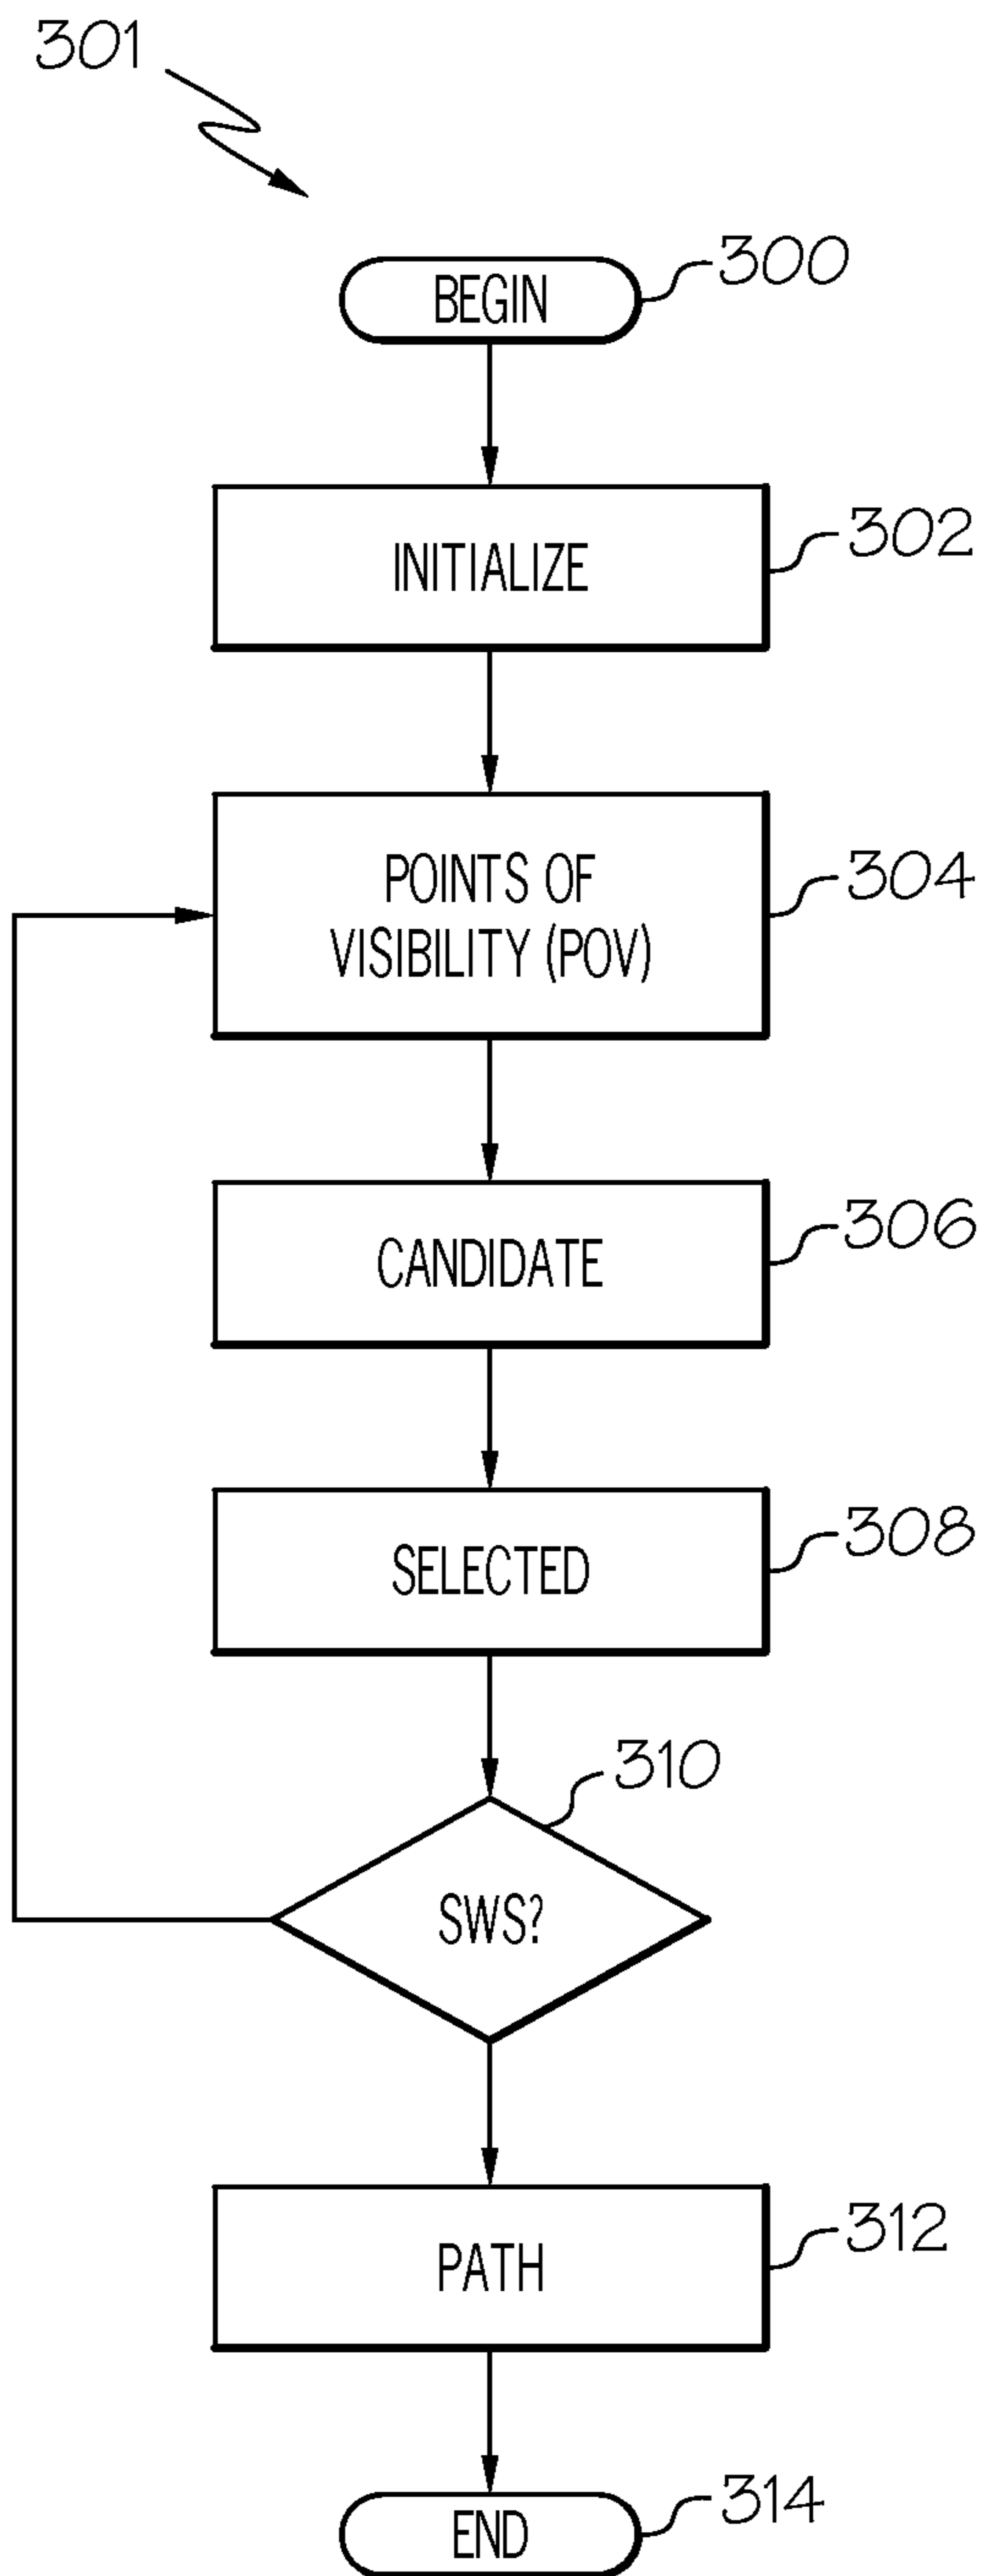 301
BEGIN
300
INITIALIZE
302
POINTS OF
VISIBILITY (POV)
304
CANDIDATE
306
SELECTED
308
310
SWS?
PATH
312
END
314